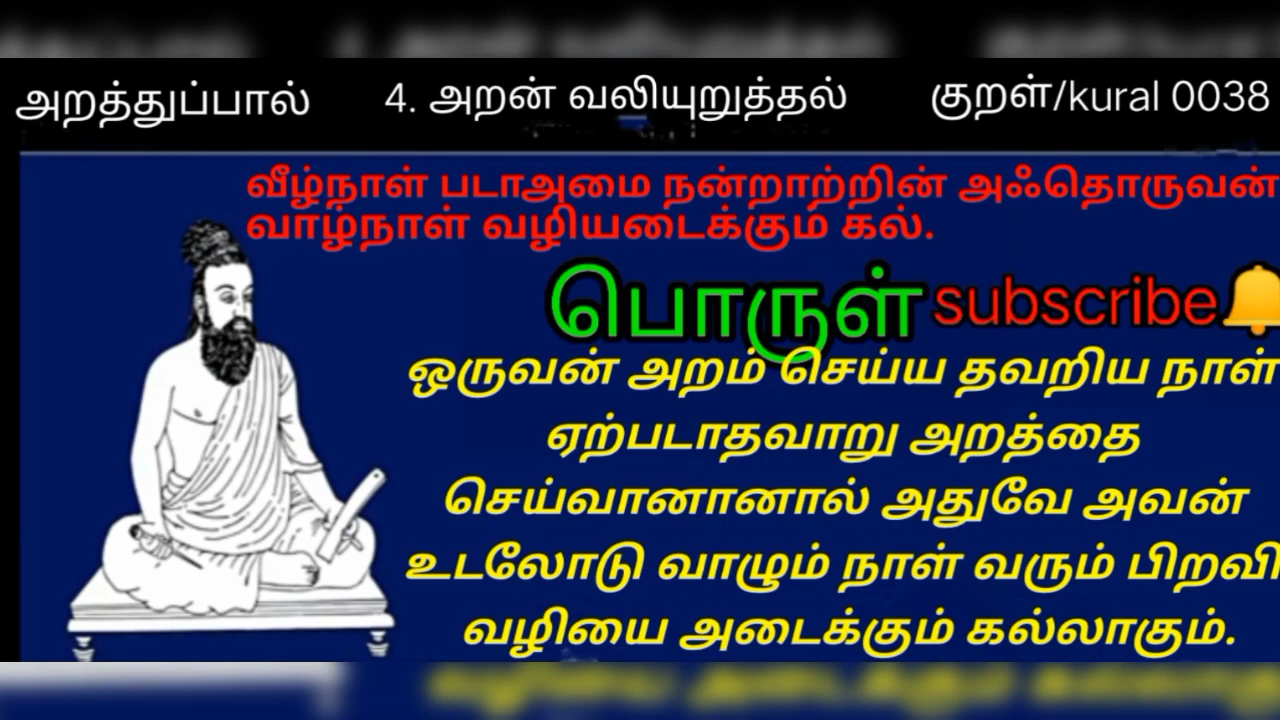 அறத்துப்பால் 4. அறன் வலியுறுத்தல் குறள்/kural 0038
வீழ்நாள் படாஅமை நன்றாற்றின் அஃதொருவன்
வாழ்நாள் வழியடைக்கும் கல்.
பொருள் subscribe
ஒருவன் அறம் செய்ய தவறிய நாள்
ஏற்படாதவாறு அறத்தை
செய்வானானால் அதுவே அவன்
உடலோடு வாழும் நாள் வரும் பிறவி
வழியை அடைக்கும் கல்லாகும்.